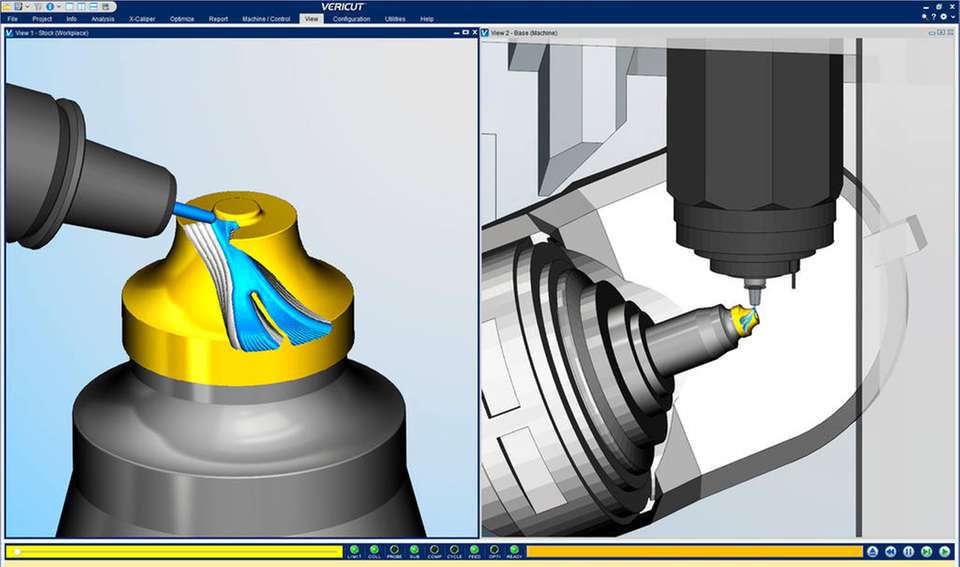 VERICUT
File Project Info Analysis X-Caliper Optimize Report Machine / Control View Configuration Utilities Help
View 1 - Stock (Workpiece)
View 2 - Base (Machine)
LIMIT COLL PROBE SUB COMP CYCLE FEED OPTI READY